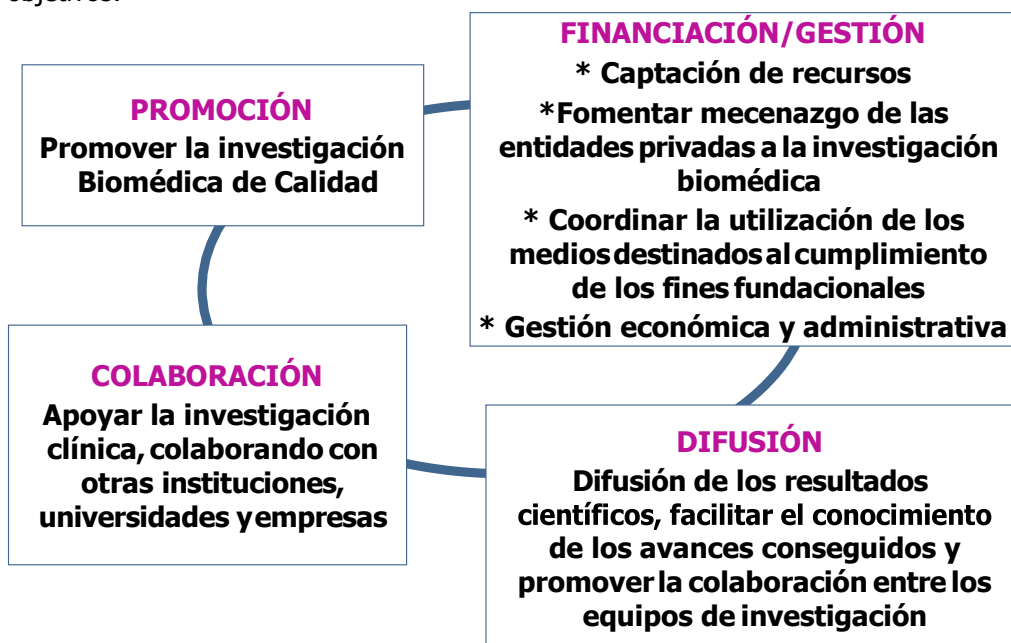 objetivos:
PROMOCIÓN
Promover la investigación
Biomédica de Calidad
FINANCIACIÓN/GESTIÓN
* Captación de recursos
*Fomentar mecenazgo de las
entidades privadas a la investigación
biomédica
* Coordinar la utilización de los
medios destinados al cumplimiento
de los fines fundacionales
* Gestión económica y administrativa
COLABORACIÓN
Apoyar la investigación
clínica, colaborando con
otras instituciones,
universidades y empresas
DIFUSIÓN
Difusión de los resultados
científicos, facilitar el conocimiento
de los avances conseguidos y
promover la colaboración entre los
equipos de investigación